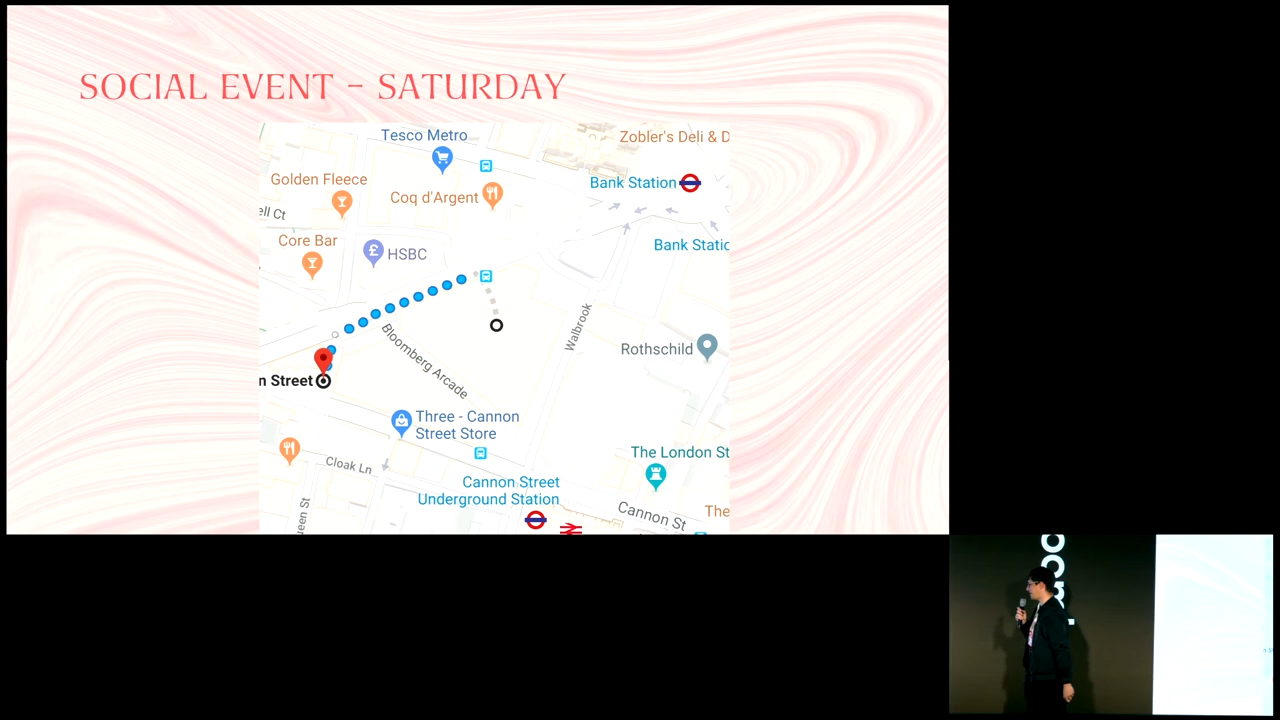 SOCIAL EVENT - SATURDAY
Tesco Metro
Zobler's Deli & D
Golden Fleece
Bank Station
Coq d'Argent
ell Ct
Core Bar
HSBC
Bank Static
Walbrook
Bloomberg Arcade
Rothschild
n Street
Three - Cannon
Street Store
The London St
Cloak Ln
Cannon Street
Underground Station
ueen St
Cannon St
The